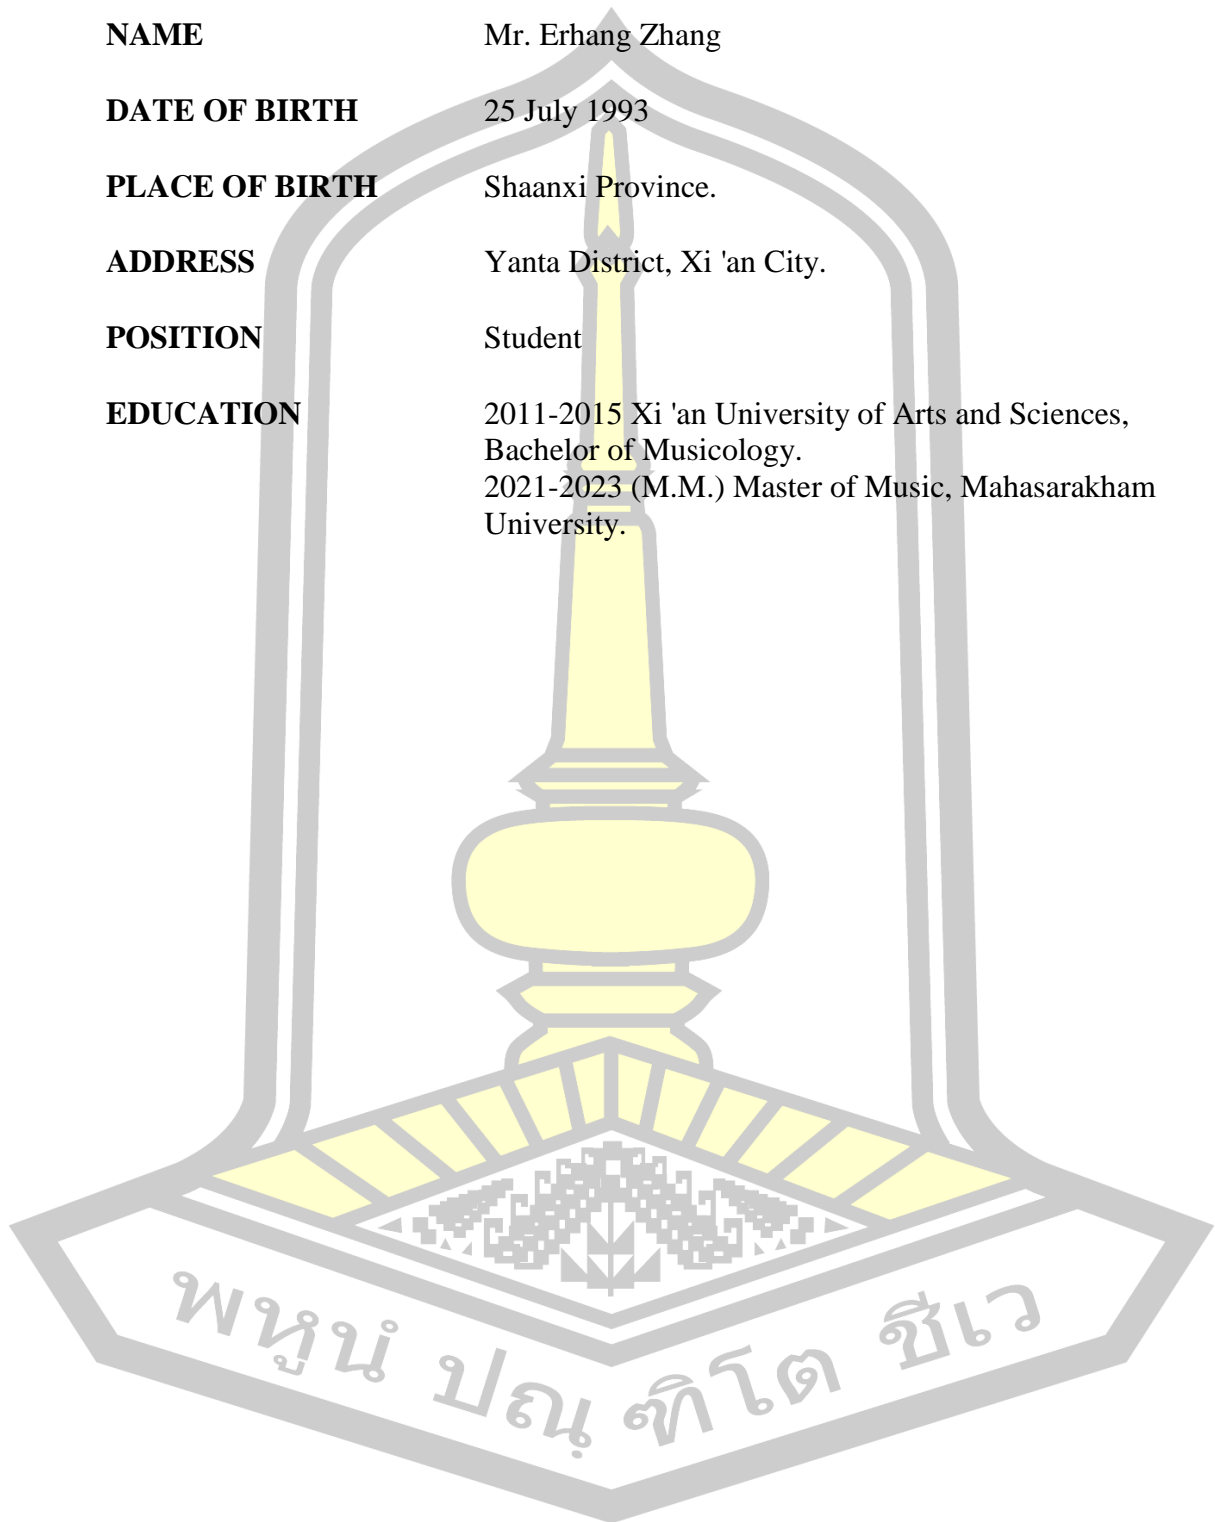 NAME Mr. Erhang Zhang
DATE OF BIRTH 25 July 1993
PLACE OF BIRTH Shaanxi Province.
ADDRESS Yanta District, Xi 'an City.
POSITION Student
EDUCATION 2011-2015 Xi 'an University of Arts and Sciences,
Bachelor of Musicology.
2021-2023 (M.M.) Master of Music, Mahasarakham
University.
พหูนํ ปณฺ ฑิโต ชีเว